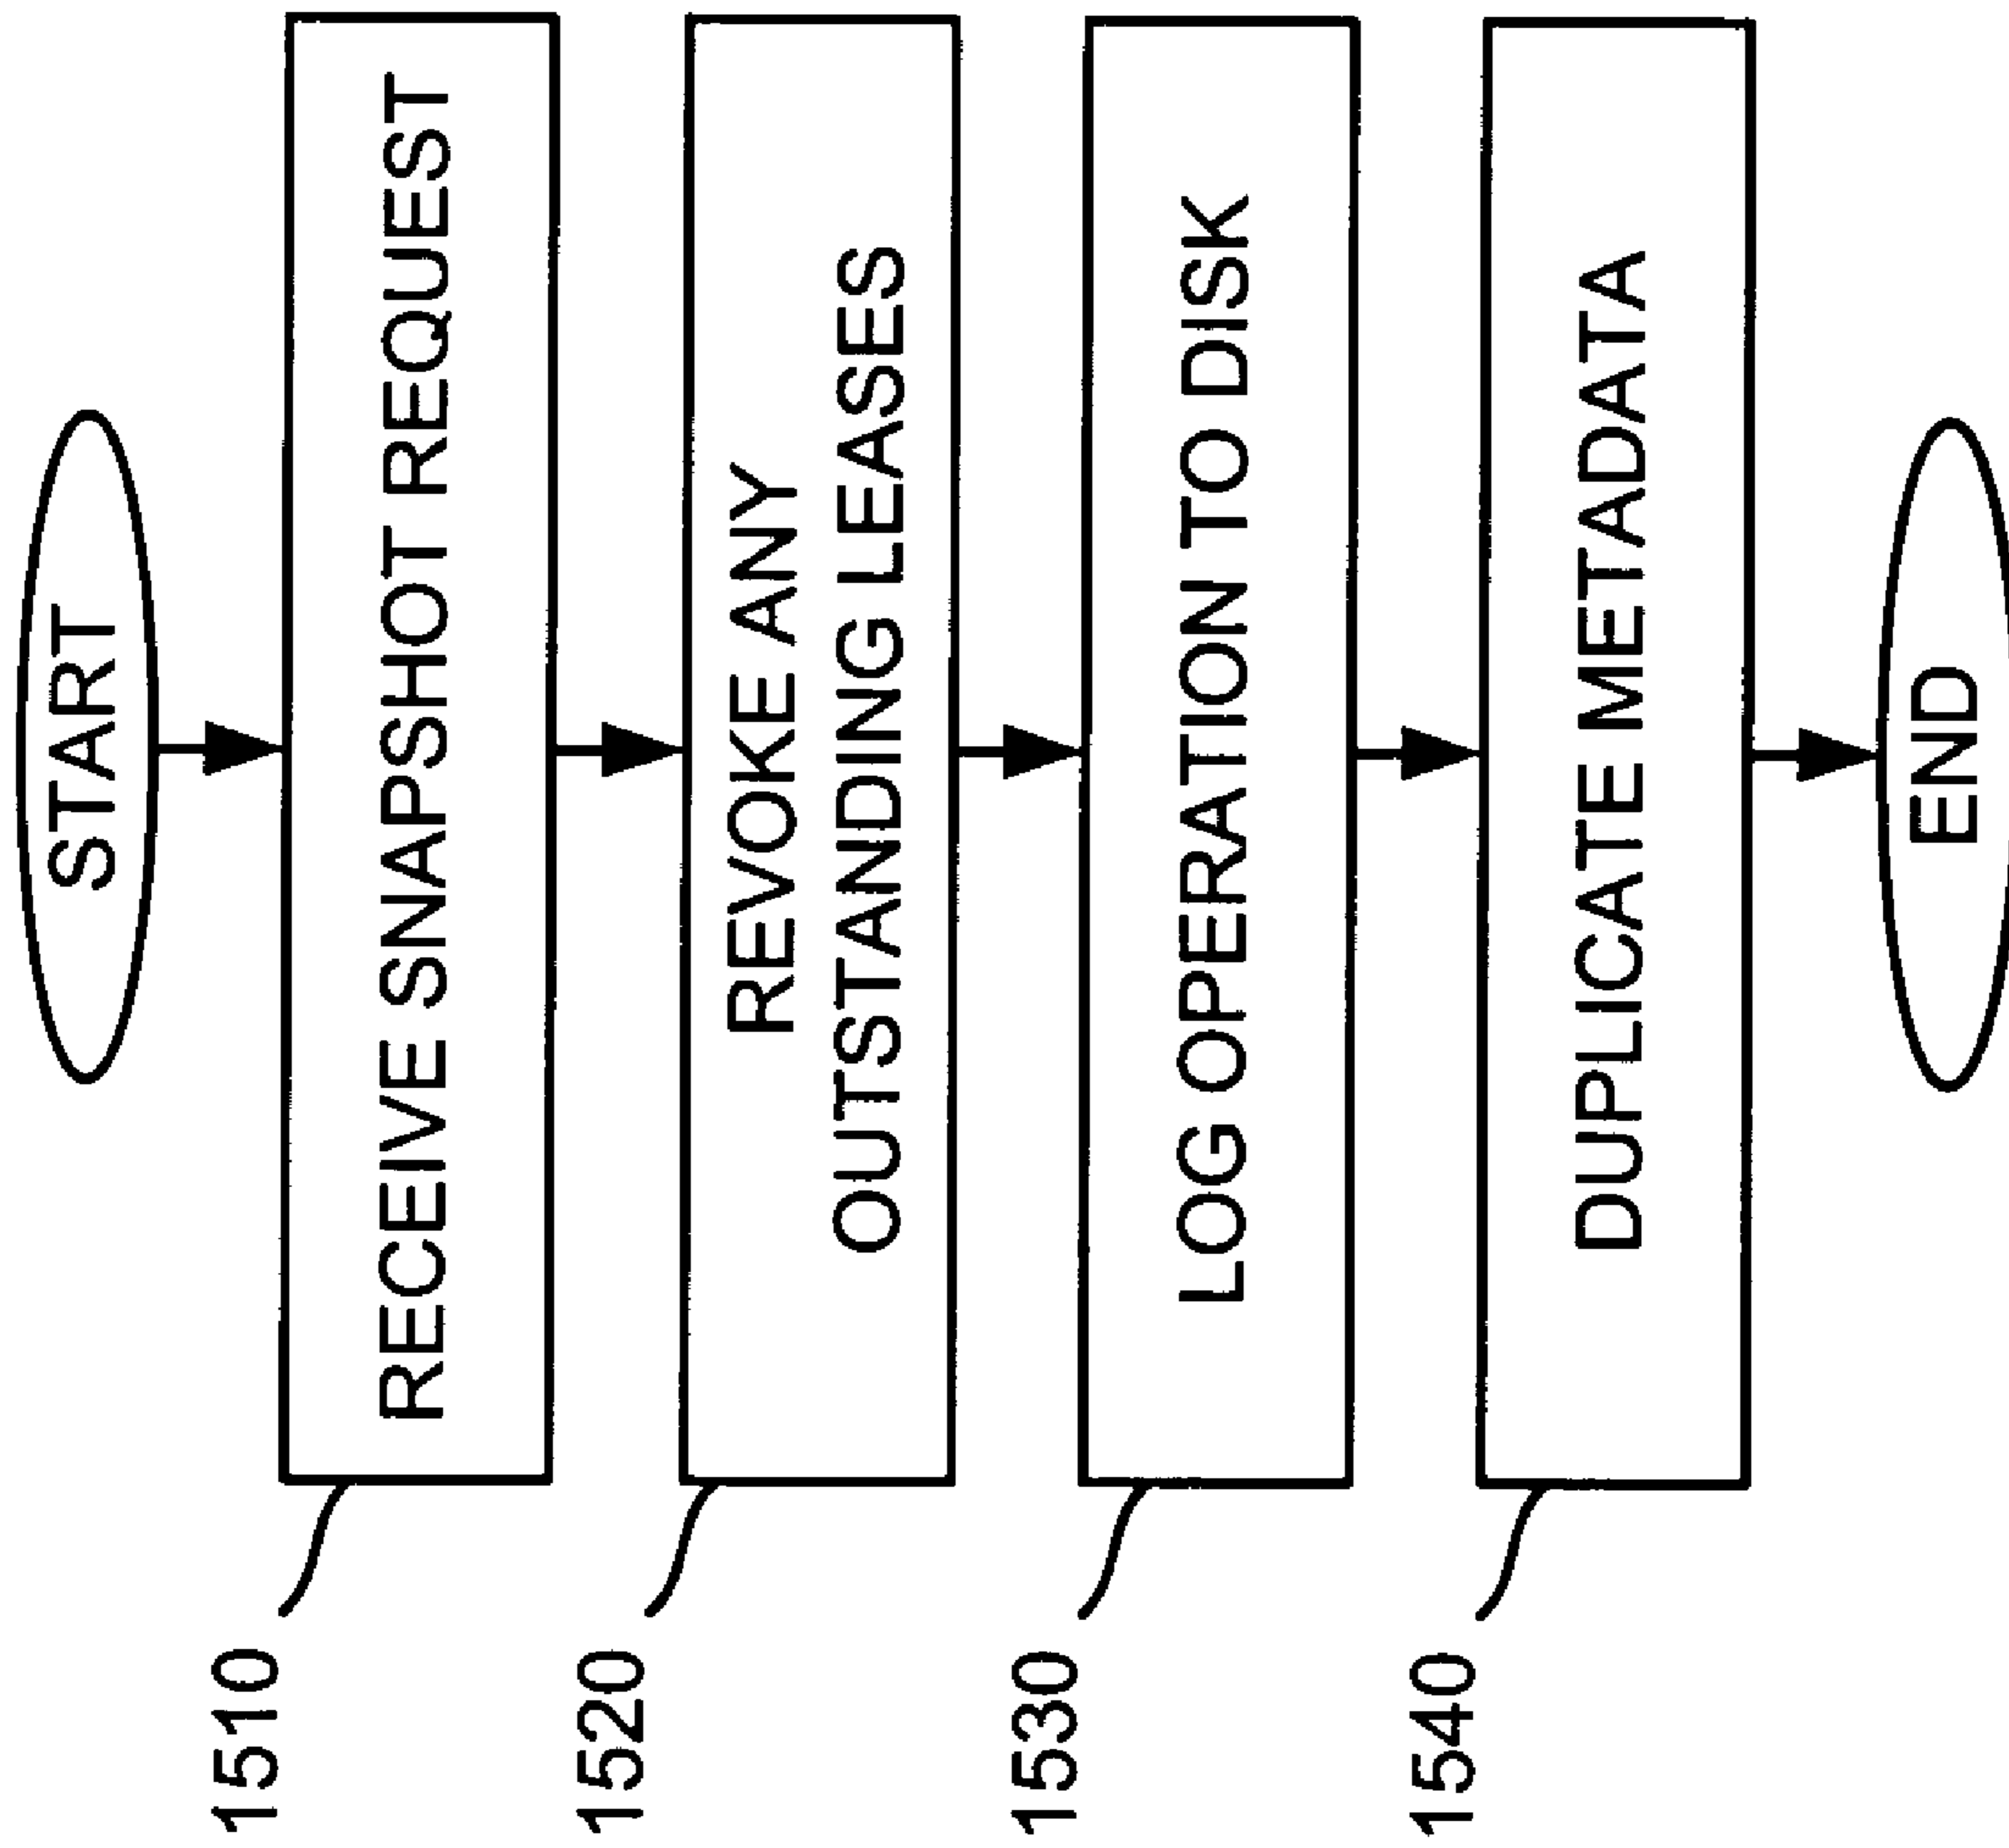 START
1510
RECEIVE SNAPSHOT REQUEST
1520
REVOKE ANY
OUTSTANDING LEASES
1530
LOG OPERATION TO DISK
1540
DUPLICATE METADATA
END